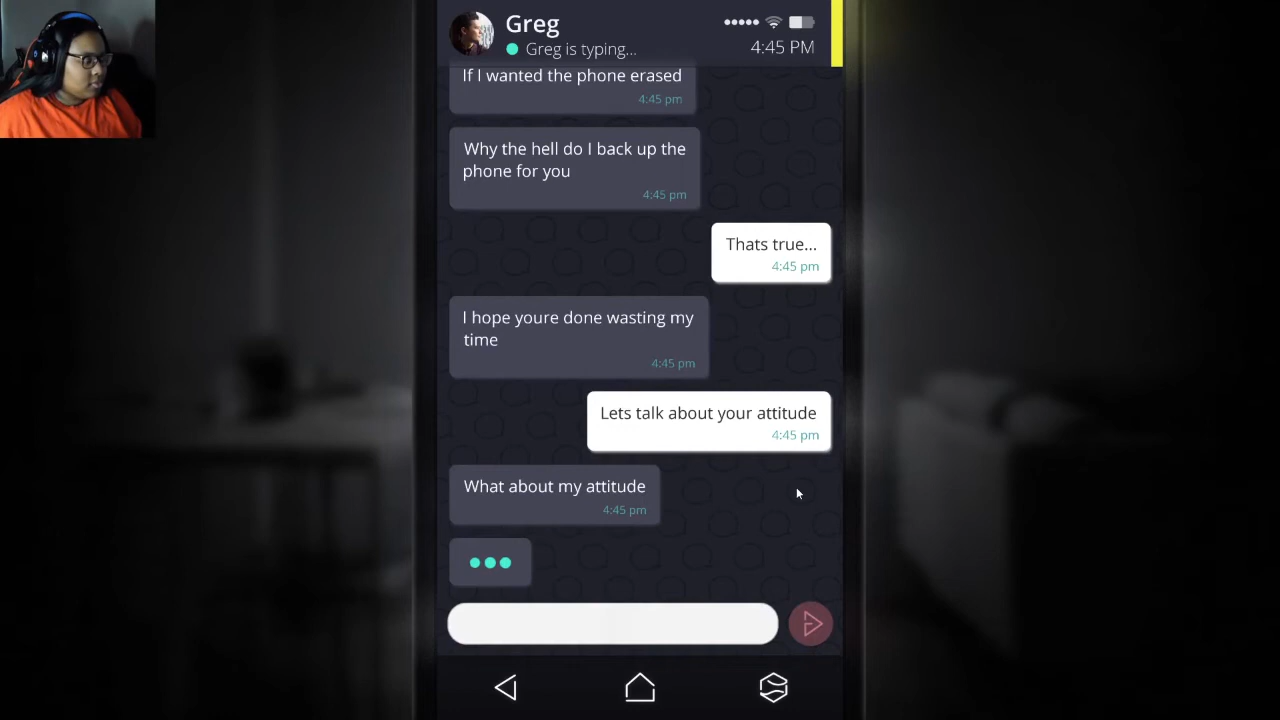 Greg
Greg is typing...
4:45 PM
If I wanted the phone erased
4:45 pm
Why the hell do I back up the
phone for you
4:45 pm
Thats true...
4:45 pm
I hope youre done wasting my
time
4:45 pm
Lets talk about your attitude
4:45 pm
What about my attitude
4:45 pm